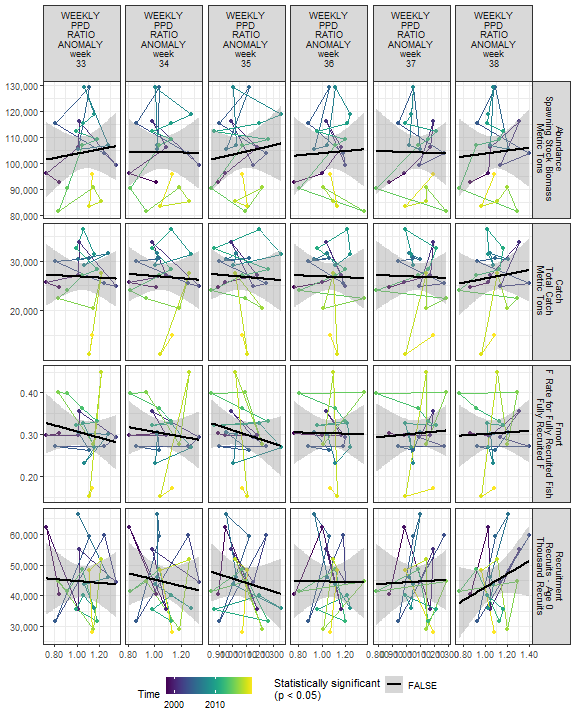 WEEKLY
PPD
RATIO
ANOMALY
week
33
WEEKLY
PPD
RATIO
ANOMALY
week
34
WEEKLY
PPD
RATIO
ANOMALY
week
35
WEEKLY
PPD
RATIO
ANOMALY
week
36
WEEKLY
PPD
RATIO
ANOMALY
week
37
WEEKLY
PPD
RATIO
ANOMALY
week
38
130,000
120,000
110,000
100,000
90,000
80,000
Abundance
Spawning Stock Biomass
Metric Tons
30,000
20,000
Catch
Total Catch
Metric Tons
0.40
0.30
0.20
Fmort
F Rate for Fully Recruited Fish
Fully Recruited F
60,000
50,000
40,000
30,000
Recruitment
Recruits - Age 0
Thousand Recruits
0.80 1.00 1.20
0.80 1.00 1.20
0.80 1.00 1.20
0.80 1.00 1.20 1.40
Time
2000 2010
Statistically significant
(p < 0.05)
FALSE